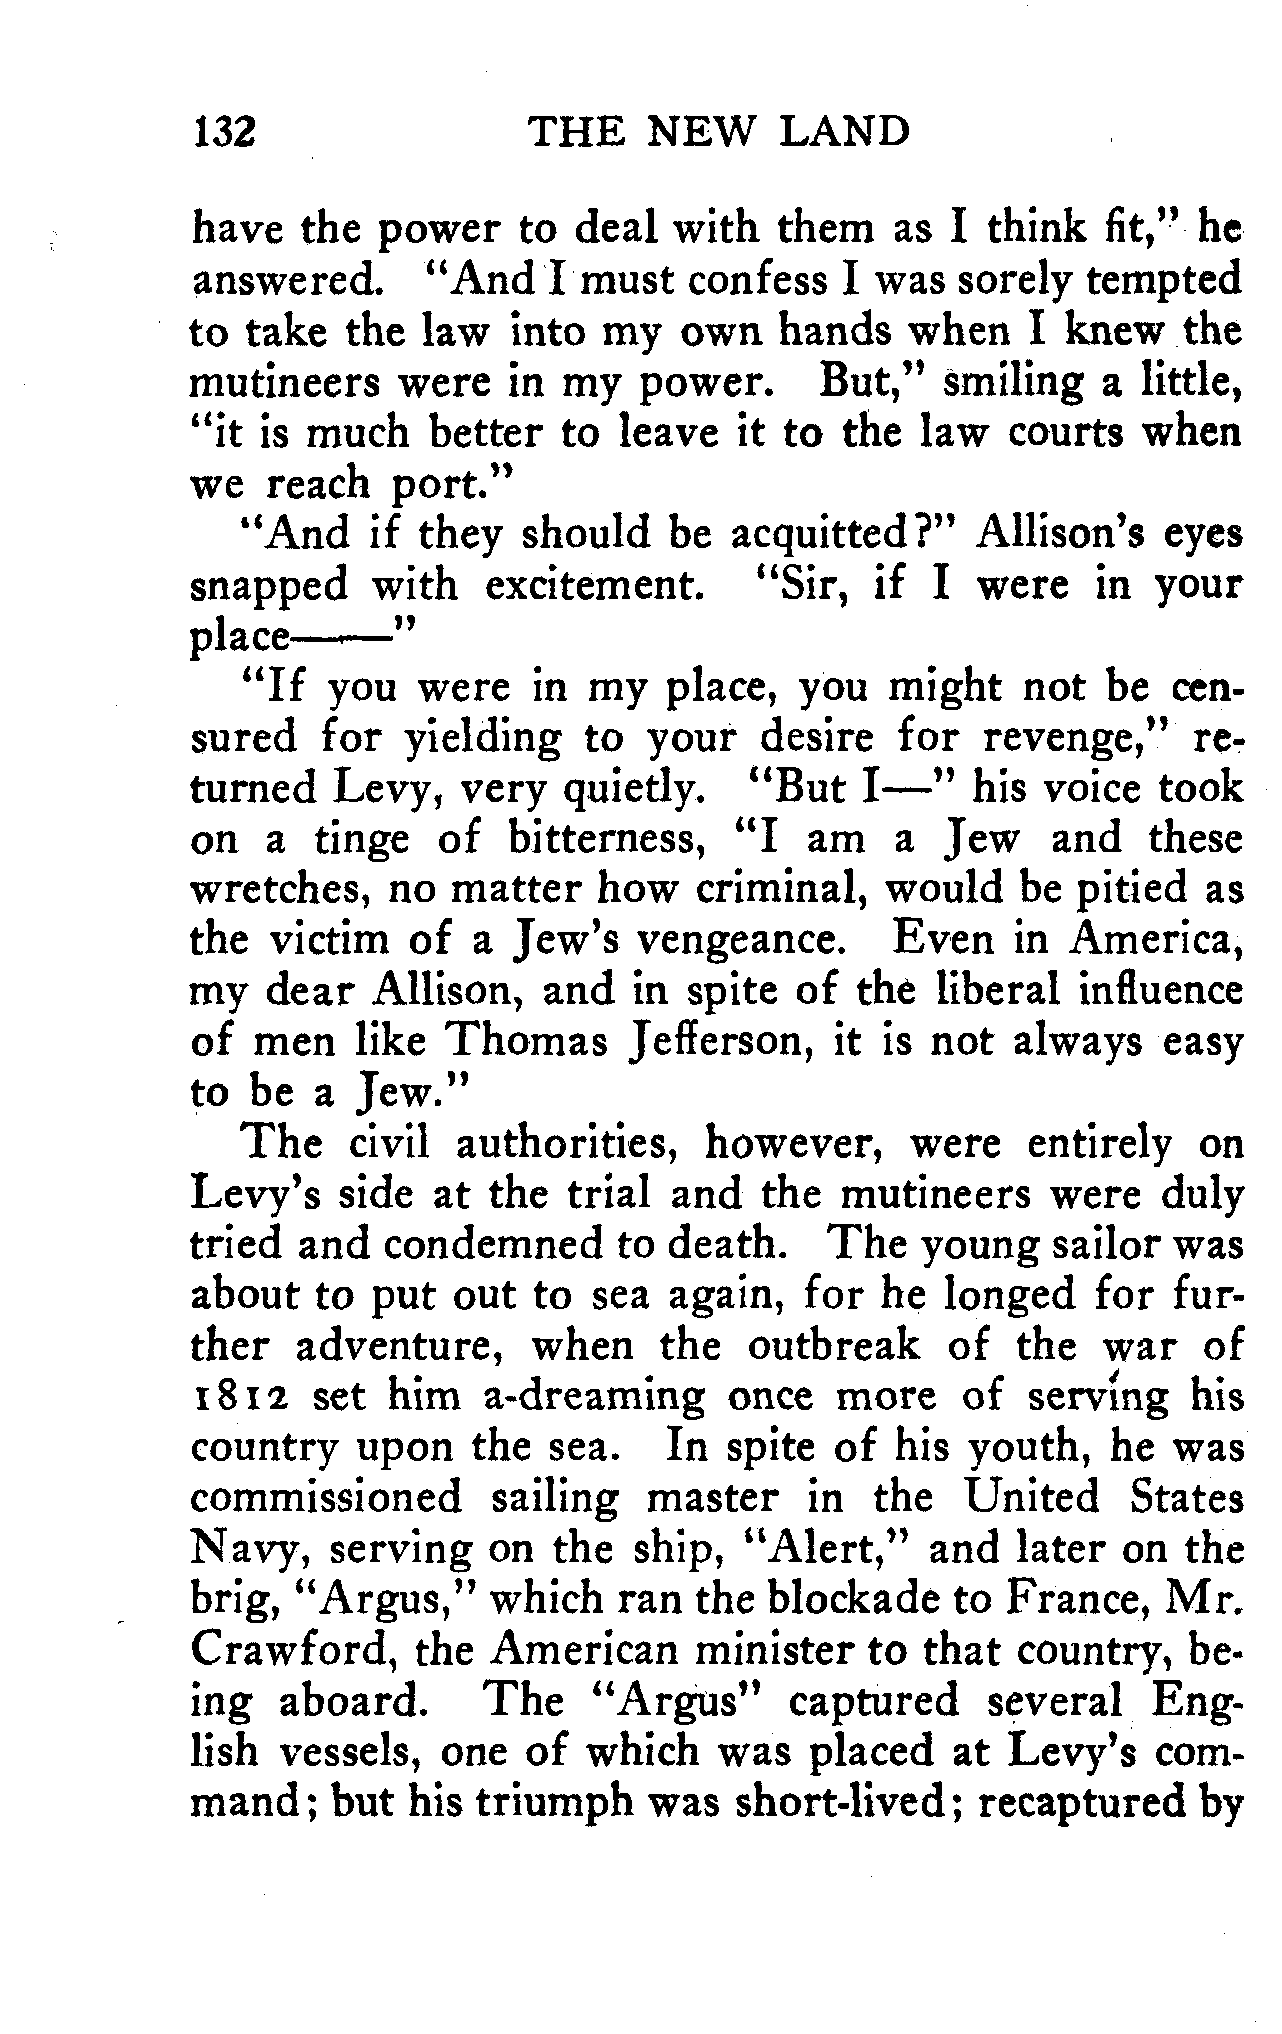 132 THE NEW LAND
have the power to deal with them as I think fit," he
answered. "And I must confess I was sorely tempted
to take the law into my own hands when I knew the
mutineers were in my power. But," smiling a little,
"it is much better to leave it to the law courts when
we reach port."
"And if they should be acquitted?" Allison's eyes
snapped with excitement. "Sir, if I were in your
place——"
"If you were in my place, you might not be cen-
sured for yielding to your desire for revenge," re-
turned Levy, very quietly. "But I—" his voice took
on a tinge of bitterness, "I am a Jew and these
wretches, no matter how criminal, would be pitied as
the victim of a Jew's vengeance. Even in America,
my dear Allison, and in spite of the liberal influence
of men like Thomas Jefferson, it is not always easy
to be a Jew."
The civil authorities, however, were entirely on
Levy's side at the trial and the mutineers were duly
tried and condemned to death. The young sailor was
about to put out to sea again, for he longed for fur-
ther adventure, when the outbreak of the war of
1812 set him a-dreaming once more of serving his
country upon the sea. In spite of his youth, he was
commissioned sailing master in the United States
Navy, serving on the ship, "Alert," and later on the
brig, "Argus," which ran the blockade to France, Mr.
Crawford, the American minister to that country, be-
ing aboard. The "Argus" captured several Eng-
lish vessels, one of which was placed at Levy's com-
mand; but his triumph was short-lived; recaptured by